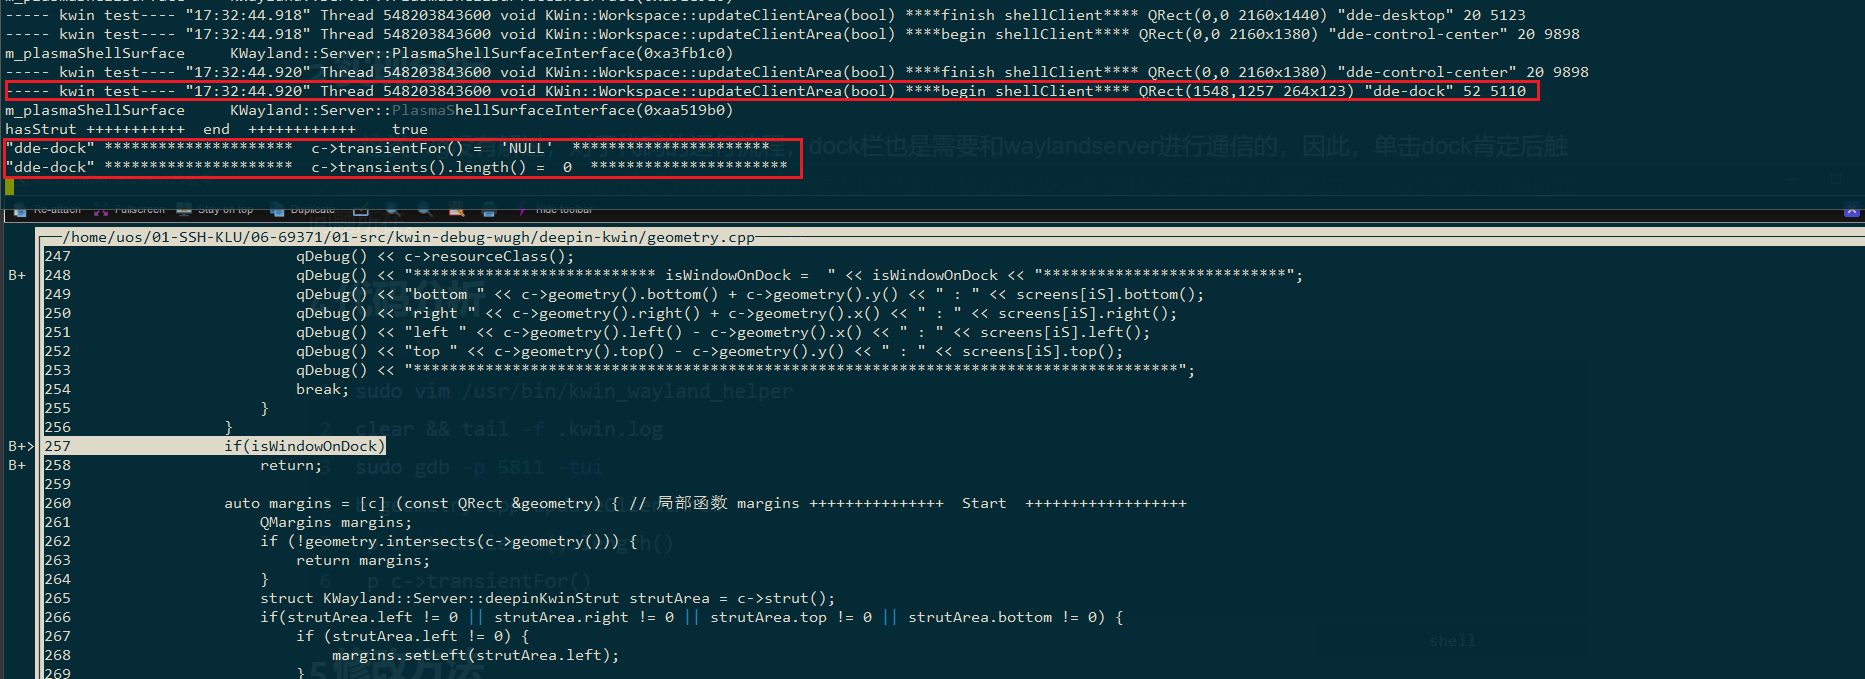 ----- kwin test---- "17:32:44.918" Thread 548203843600 void KWin::Workspace::updateClientArea(bool) ****finish shellClient**** QRect(0,0 2160x1440) "dde-desktop" 20 5123
----- kwin test---- "17:32:44.918" Thread 548203843600 void KWin::Workspace::updateClientArea(bool) ****begin shellClient**** QRect(0,0 2160x1380) "dde-control-center" 20 9898
m_plasmaShellSurface     KWayland::Server::PlasmaShellSurfaceInterface(0xa3fb1c0)
----- kwin test---- "17:32:44.920" Thread 548203843600 void KWin::Workspace::updateClientArea(bool) ****finish shellClient**** QRect(0,0 2160x1380) "dde-control-center" 20 9898
----- kwin test---- "17:32:44.920" Thread 548203843600 void KWin::Workspace::updateClientArea(bool) ****begin shellClient**** QRect(1548,1257 264x123) "dde-dock" 52 5110
m_plasmaShellSurface     KWayland::Server::PlasmaShellSurfaceInterface(0xaa519b0)
hasStrut +++++++++++  end  ++++++++++++    true
dock栏也是需要和waylandserver进行通信的，因此，单击dock肯定后触
"dde-dock" *********************  c->transientFor() =  'NULL'  **********************
"dde-dock" *********************  c->transients().length() =  0  **********************
Re-attach Fullscreen Stay on top Duplicate Hide toolbar
/home/uos/01-SSH-KLU/06-69371/01-src/kwin-debug-wugh/deepin-kwin/geometry.cpp
247 qDebug() << c->resourceClass();
B+ 248 qDebug() << "*************************** isWindowOnDock =  " << isWindowOnDock << "***************************";
249 qDebug() << "bottom " << c->geometry().bottom() + c->geometry().y() << " : " << screens[iS].bottom();
250 qDebug() << "right " << c->geometry().right() + c->geometry().x() << " : " << screens[iS].right();
251 qDebug() << "left " << c->geometry().left() - c->geometry().x() << " : " << screens[iS].left();
252 qDebug() << "top " << c->geometry().top() - c->geometry().y() << " : " << screens[iS].top();
253 qDebug() << "*************************************************************************************";
254 break;
sudo vim /usr/bin/kwin_wayland_helper
255 }
256 }
2 clear && tail -f .kwin.log
B+> 257 if(isWindowOnDock)
B+ 258 return;
3 sudo gdb -p 5811 -tui
259
260 auto margins = [c] (const QRect &geometry) { // 局部函数 margins +++++++++++++++  Start  ++++++++++++++++++
261 QMargins margins;
262 if (!geometry.intersects(c->geometry())) {
263 return margins;
264 }
6 p c->transientFor()
265 struct KWayland::Server::deepinKwinStrut strutArea = c->strut();
266 if(strutArea.left != 0 || strutArea.right != 0 || strutArea.top != 0 || strutArea.bottom != 0) {
267 if (strutArea.left != 0) {
shell
268 margins.setLeft(strutArea.left);
269 }
5修改方法